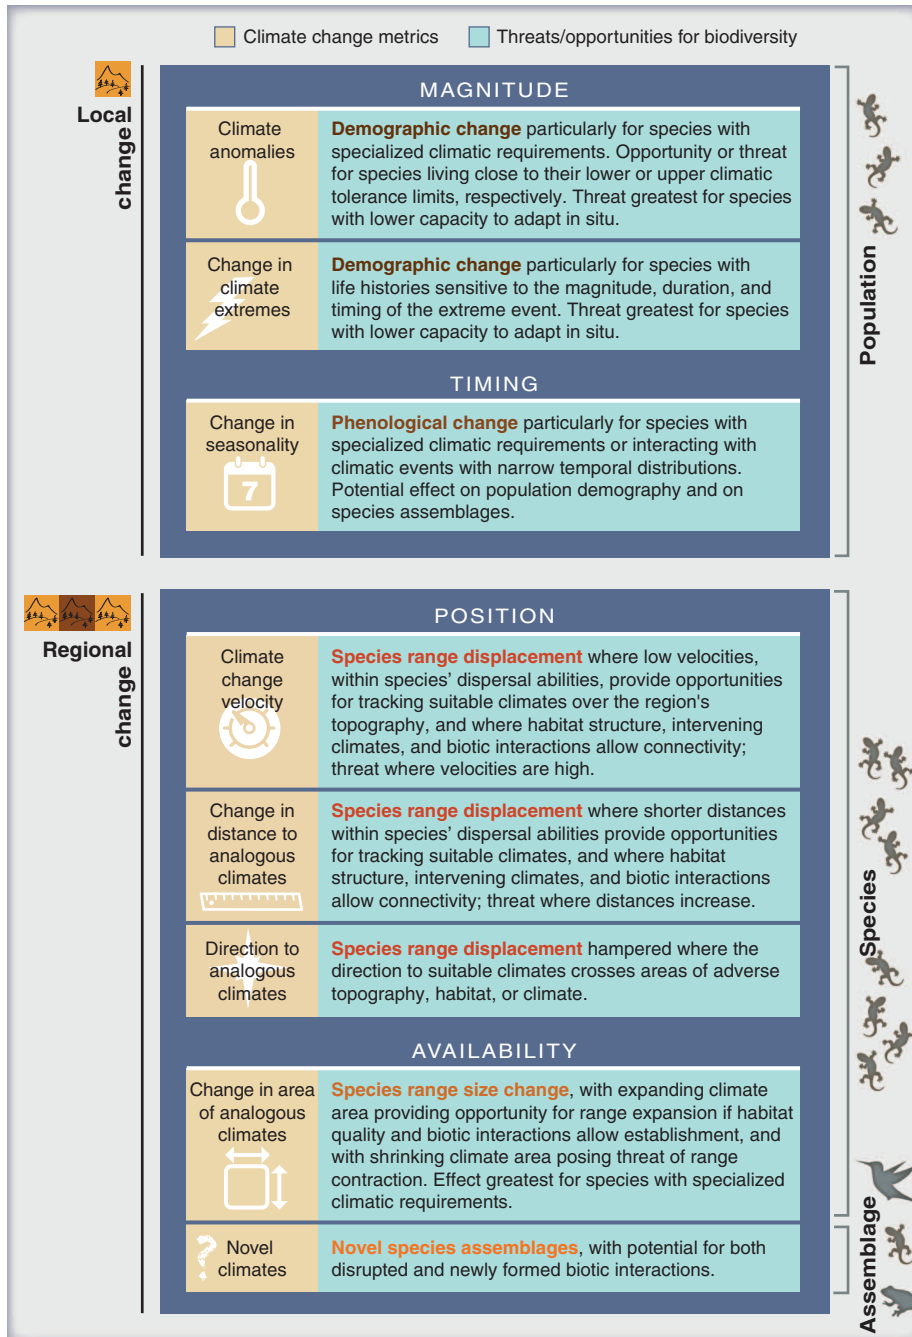 Climate change metrics
Threats/opportunities for biodiversity
Local
change
MAGNITUDE
Climate
anomalies
Demographic change particularly for species with
specialized climatic requirements. Opportunity or threat
for species living close to their lower or upper climatic
tolerance limits, respectively. Threat greatest for species
with lower capacity to adapt in situ.
Change in
climate
extremes
Demographic change particularly for species with
life histories sensitive to the magnitude, duration, and
timing of the extreme event. Threat greatest for species
with lower capacity to adapt in situ.
TIMING
Change in
seasonality
7
Phenological change particularly for species with
specialized climatic requirements or interacting with
climatic events with narrow temporal distributions.
Potential effect on population demography and on
species assemblages.
Population
Regional
change
POSITION
Climate
change
velocity
Species range displacement where low velocities,
within species' dispersal abilities, provide opportunities
for tracking suitable climates over the region's
topography, and where habitat structure, intervening
climates, and biotic interactions allow connectivity;
threat where velocities are high.
Change in
distance to
analogous
climates
Species range displacement where shorter distances
within species' dispersal abilities provide opportunities
for tracking suitable climates, and where habitat
structure, intervening climates, and biotic interactions
allow connectivity; threat where distances increase.
Direction to
analogous
climates
Species range displacement hampered where the
direction to suitable climates crosses areas of adverse
topography, habitat, or climate.
AVAILABILITY
Change in area
of analogous
climates
Species range size change, with expanding climate
area providing opportunity for range expansion if habitat
quality and biotic interactions allow establishment, and
with shrinking climate area posing threat of range
contraction. Effect greatest for species with specialized
climatic requirements.
Species
?
Novel
climates
Novel species assemblages, with potential for both
disrupted and newly formed biotic interactions.
Assemblage